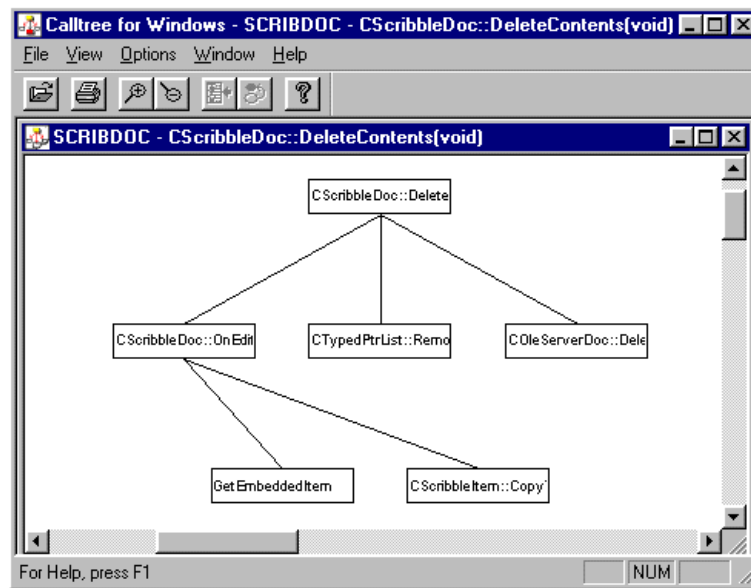 Calltree for Windows - SCRIBDOC - CScribbleDoc::DeleteContents(void)
File View Options Window Help
SCRIBDOC - CScribbleDoc::DeleteContents(void)
CScribbleDoc::Delete
CScribbleDoc::OnEdit
CTypedPtrList::Remo
COleServerDoc::Dele
GetEmbeddedItem
CScribbleItem::Copy
For Help, press F1
NUM